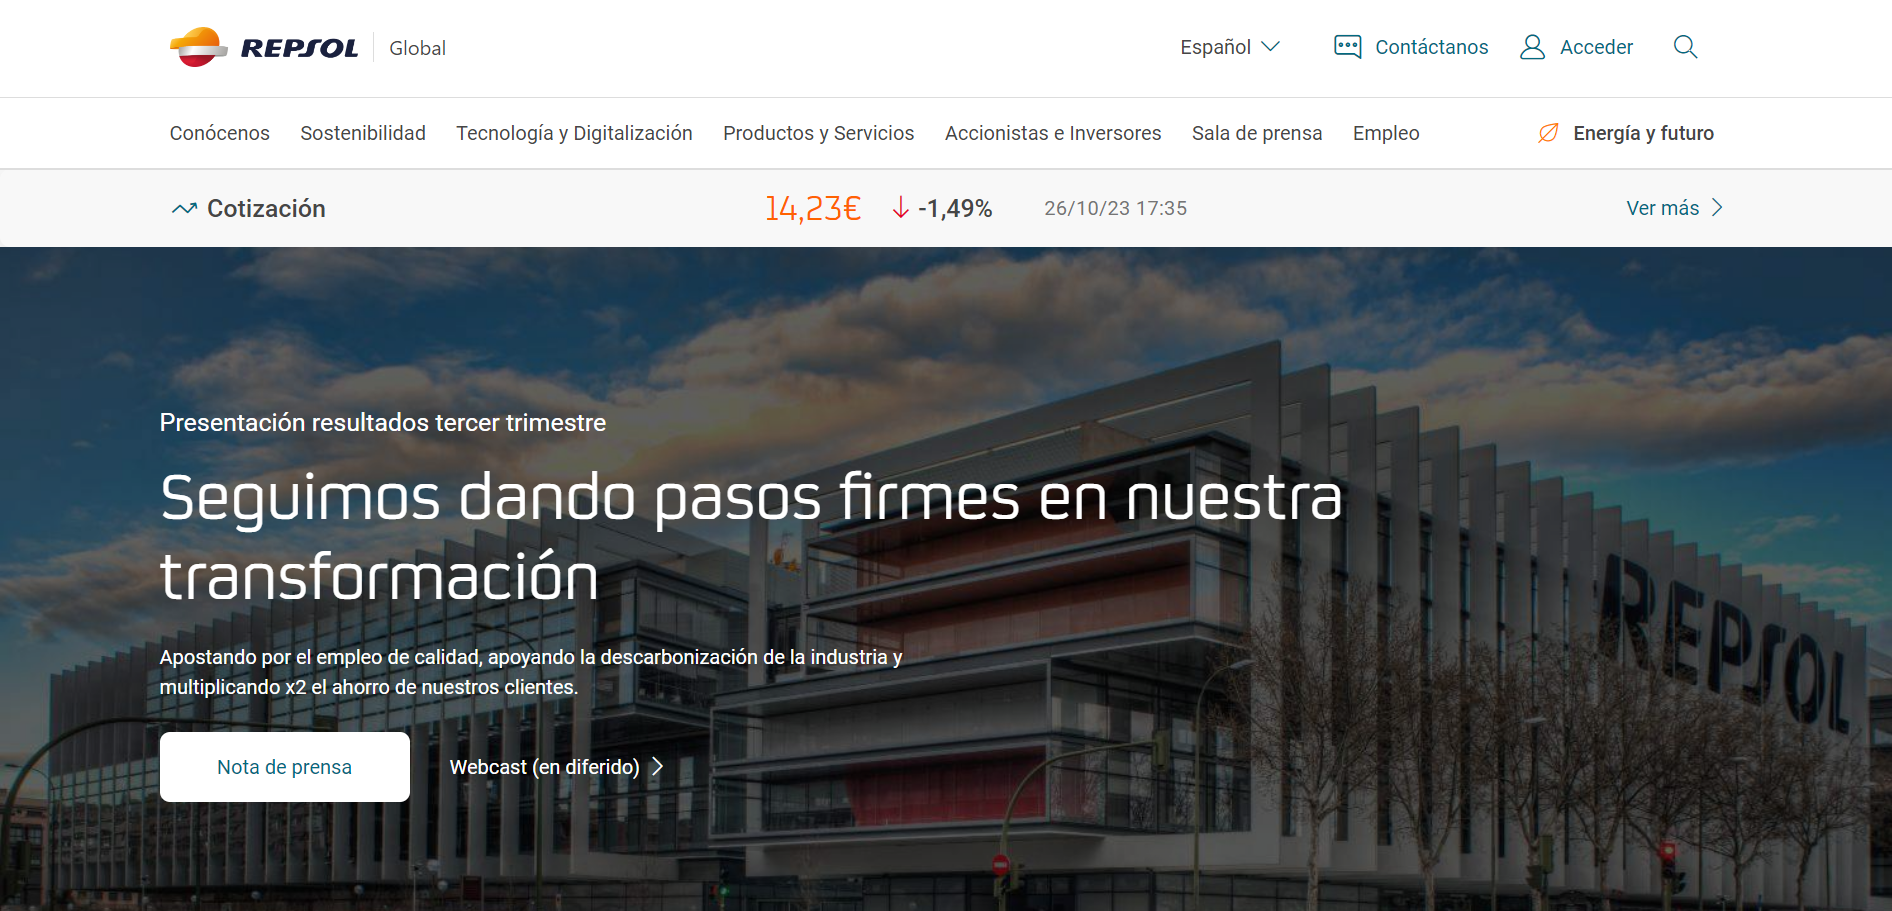 REPSOL Global
Español
Contáctanos
Acceder
Conócenos
Sostenibilidad
Tecnología y Digitalización
Productos y Servicios
Accionistas e Inversores
Sala de prensa
Empleo
Energía y futuro
Cotización
14,23€
-1,49%
26/10/23 17:35
Ver más
Presentación resultados tercer trimestre
Seguimos dando pasos firmes en nuestra
transformación
Apostando por el empleo de calidad, apoyando la descarbonización de la industria y
multiplicando x2 el ahorro de nuestros clientes.
Nota de prensa
Webcast (en diferido)
REPSOL